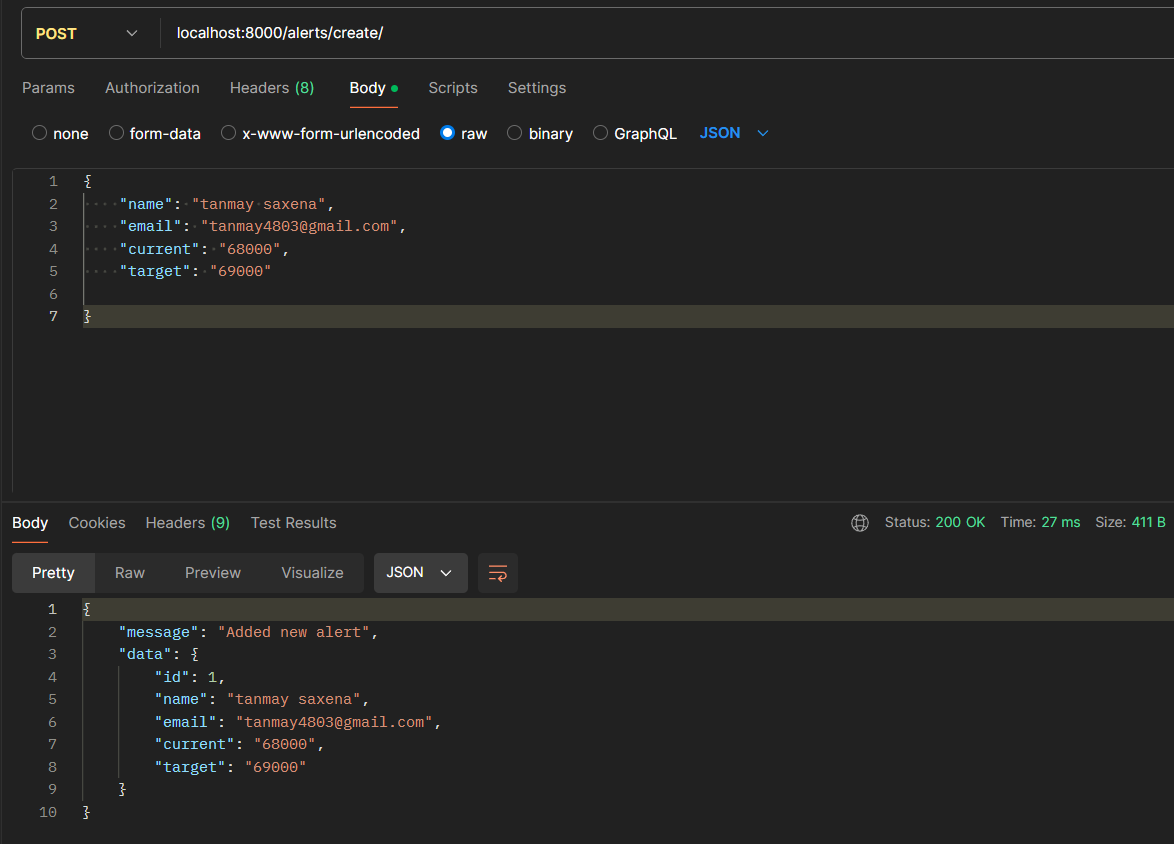 POST localhost:8000/alerts/create/
Params Authorization Headers (8) Body Scripts Settings
none form-data x-www-form-urlencoded raw binary GraphQL JSON
1 {
2 "name": "tanmay saxena",
3 "email": "tanmay4803@gmail.com",
4 "current": "68000",
5 "target": "69000"
6
7 }
Body Cookies Headers (9) Test Results Status: 200 OK Time: 27 ms Size: 411 B
Pretty Raw Preview Visualize JSON
1 {
2 "message": "Added new alert",
3 "data": {
4 "id": 1,
5 "name": "tanmay saxena",
6 "email": "tanmay4803@gmail.com",
7 "current": "68000",
8 "target": "69000"
9 }
10 }